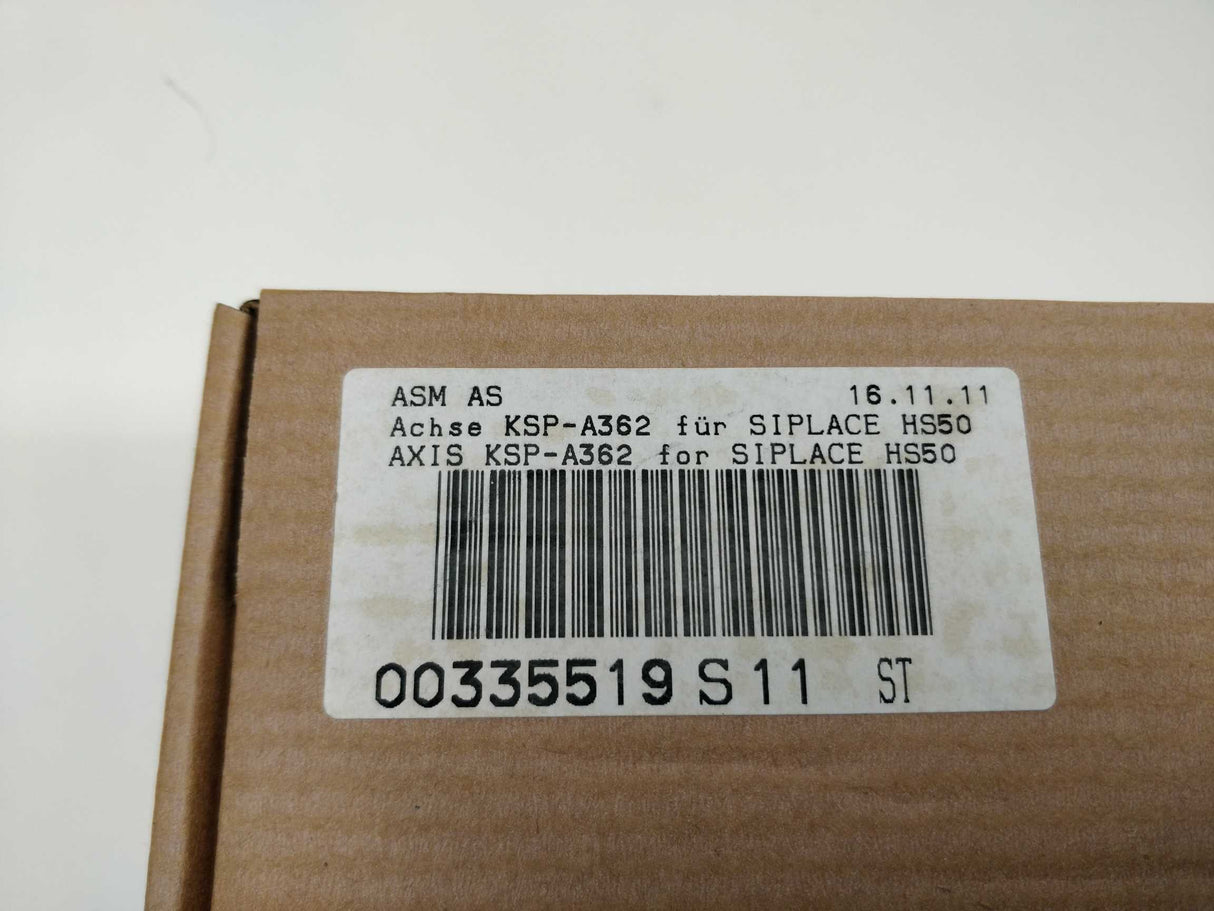 ASM AS 16.11.11
Achse KSP-A362 für SIPLACE HS50
AXIS KSP-A362 for SIPLACE HS50
00335519 S 11 ST